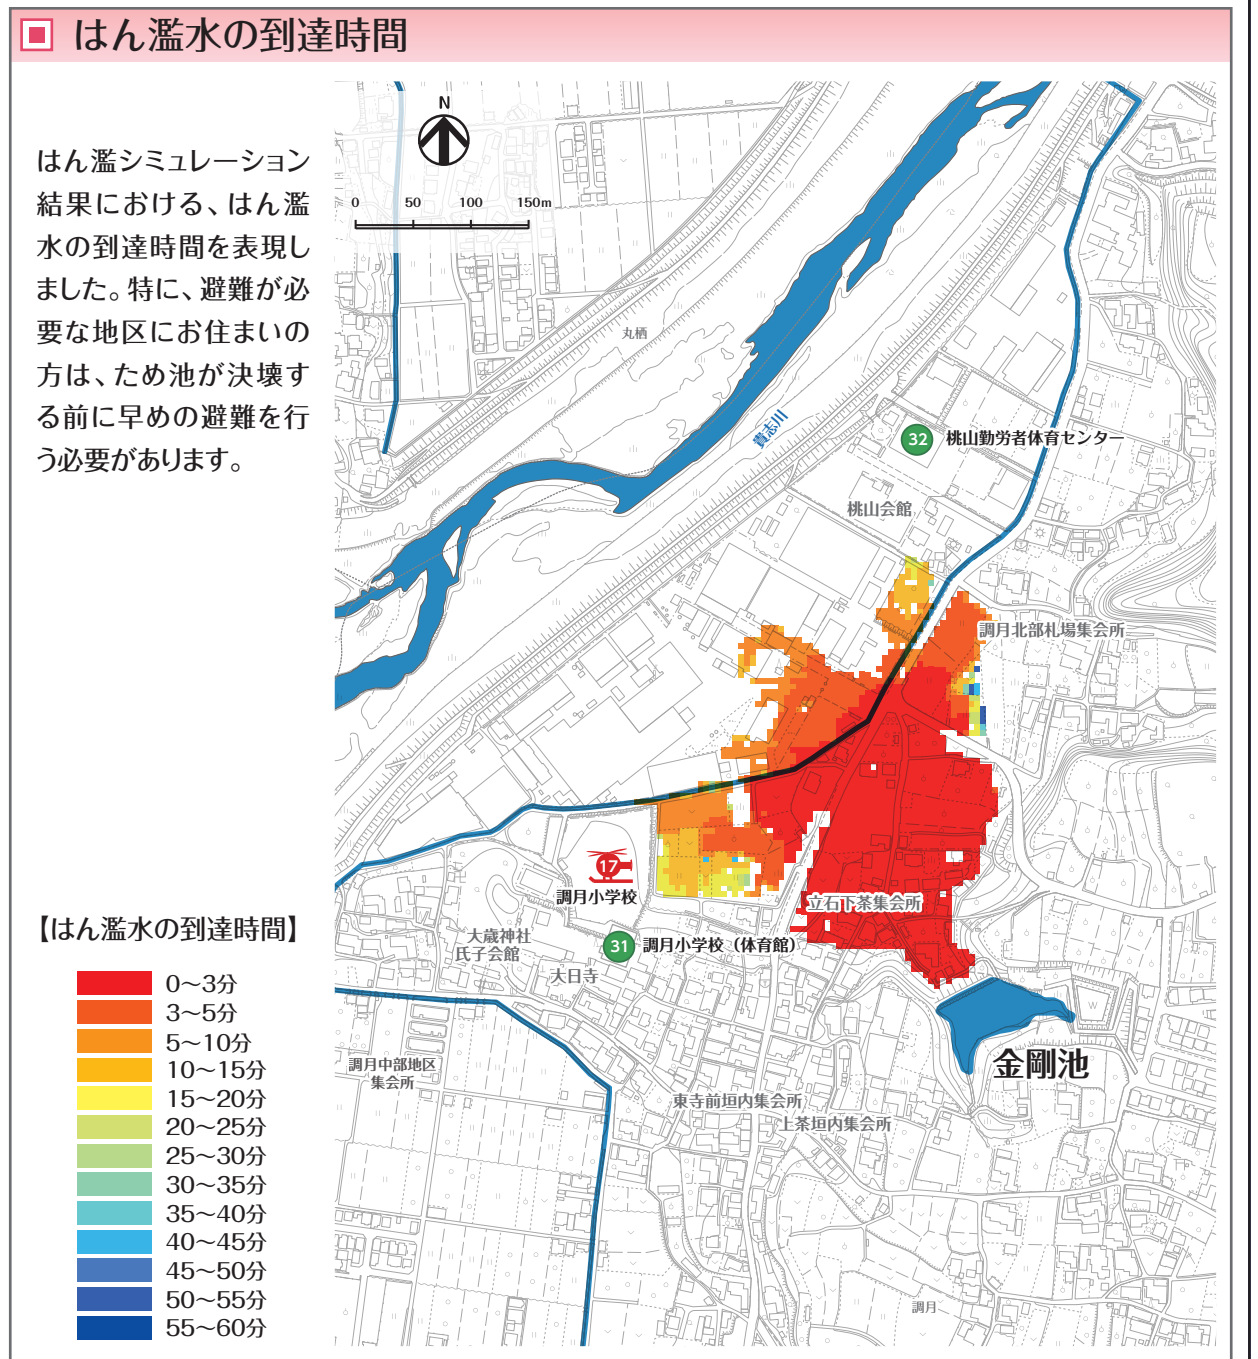 はん濫水の到達時間
はん濫シミュレーション
結果における、はん濫
水の到達時間を表現し
ました。特に、避難が必
要な地区にお住まいの
方は、ため池が決壊す
る前に早めの避難を行
う必要があります。
N
0 50 100 150m
丸栖
貴志川
32 桃山勤労者体育センター
桃山会館
調月北部札場集会所
17
調月小学校
立石下茶集会所
大歳神社
氏子会館
31 調月小学校（体育館）
大日寺
金剛池
調月中部地区
集会所
東寺前垣内集会所
上茶垣内集会所
調月
【はん濫水の到達時間】
0〜3分
3〜5分
5〜10分
10〜15分
15〜20分
20〜25分
25〜30分
30〜35分
35〜40分
40〜45分
45〜50分
50〜55分
55〜60分